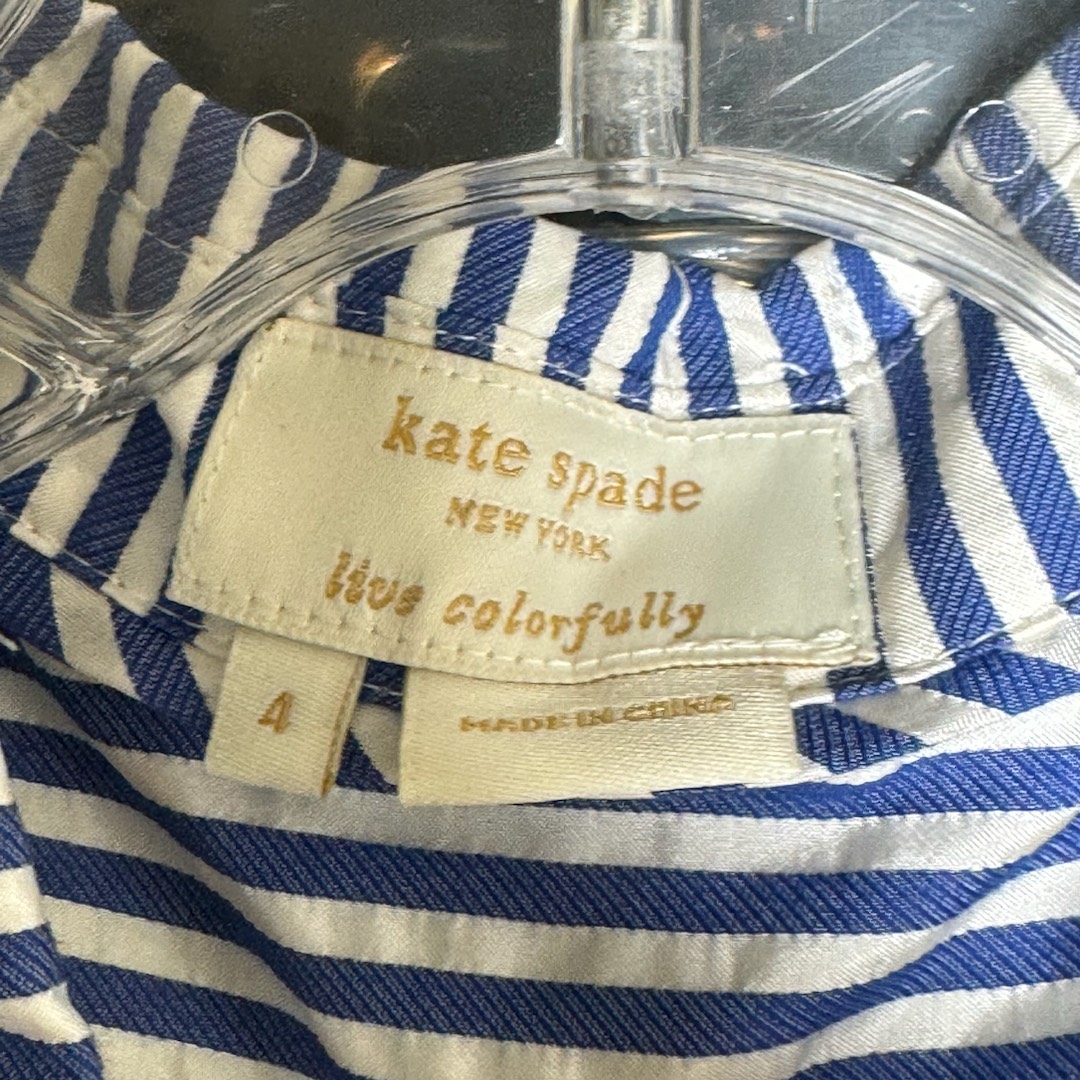 kate spade
NEW YORK
live colorfully
4
MADE IN CHINA